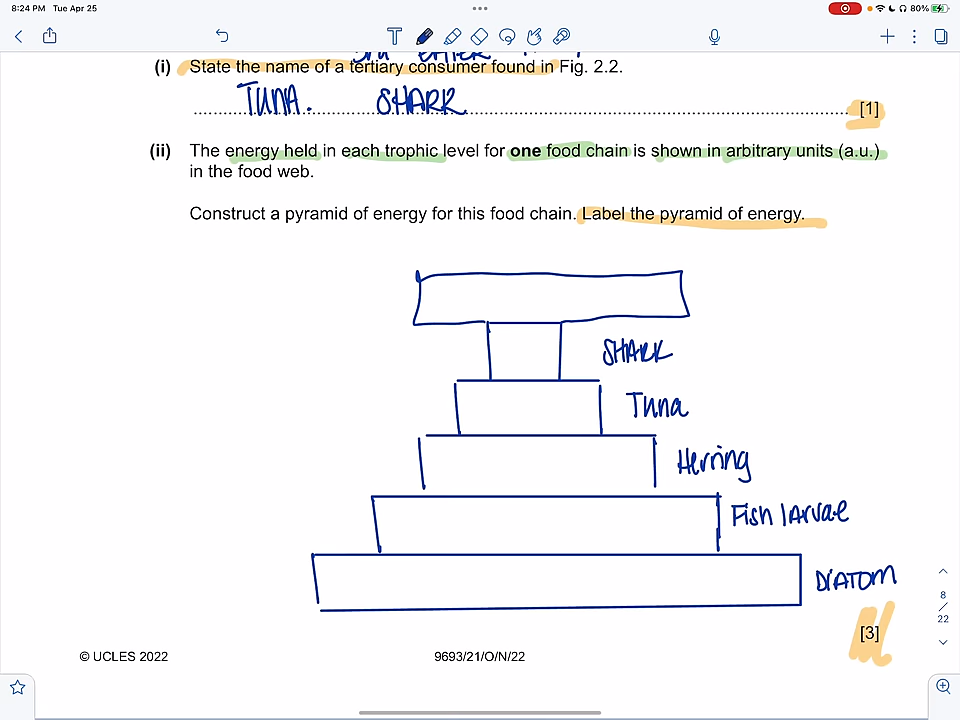 8:24 PM Tue Apr 25
80%
T
(i) State the name of a tertiary consumer found in Fig. 2.2.
TUNA. SHARK
[1]
(ii) The energy held in each trophic level for one food chain is shown in arbitrary units (a.u.)
in the food web.
Construct a pyramid of energy for this food chain. Label the pyramid of energy.
SHARK
Tuna
Herring
Fish larvae
DIATOM
[3]
8
/
22
© UCLES 2022 9693/21/O/N/22